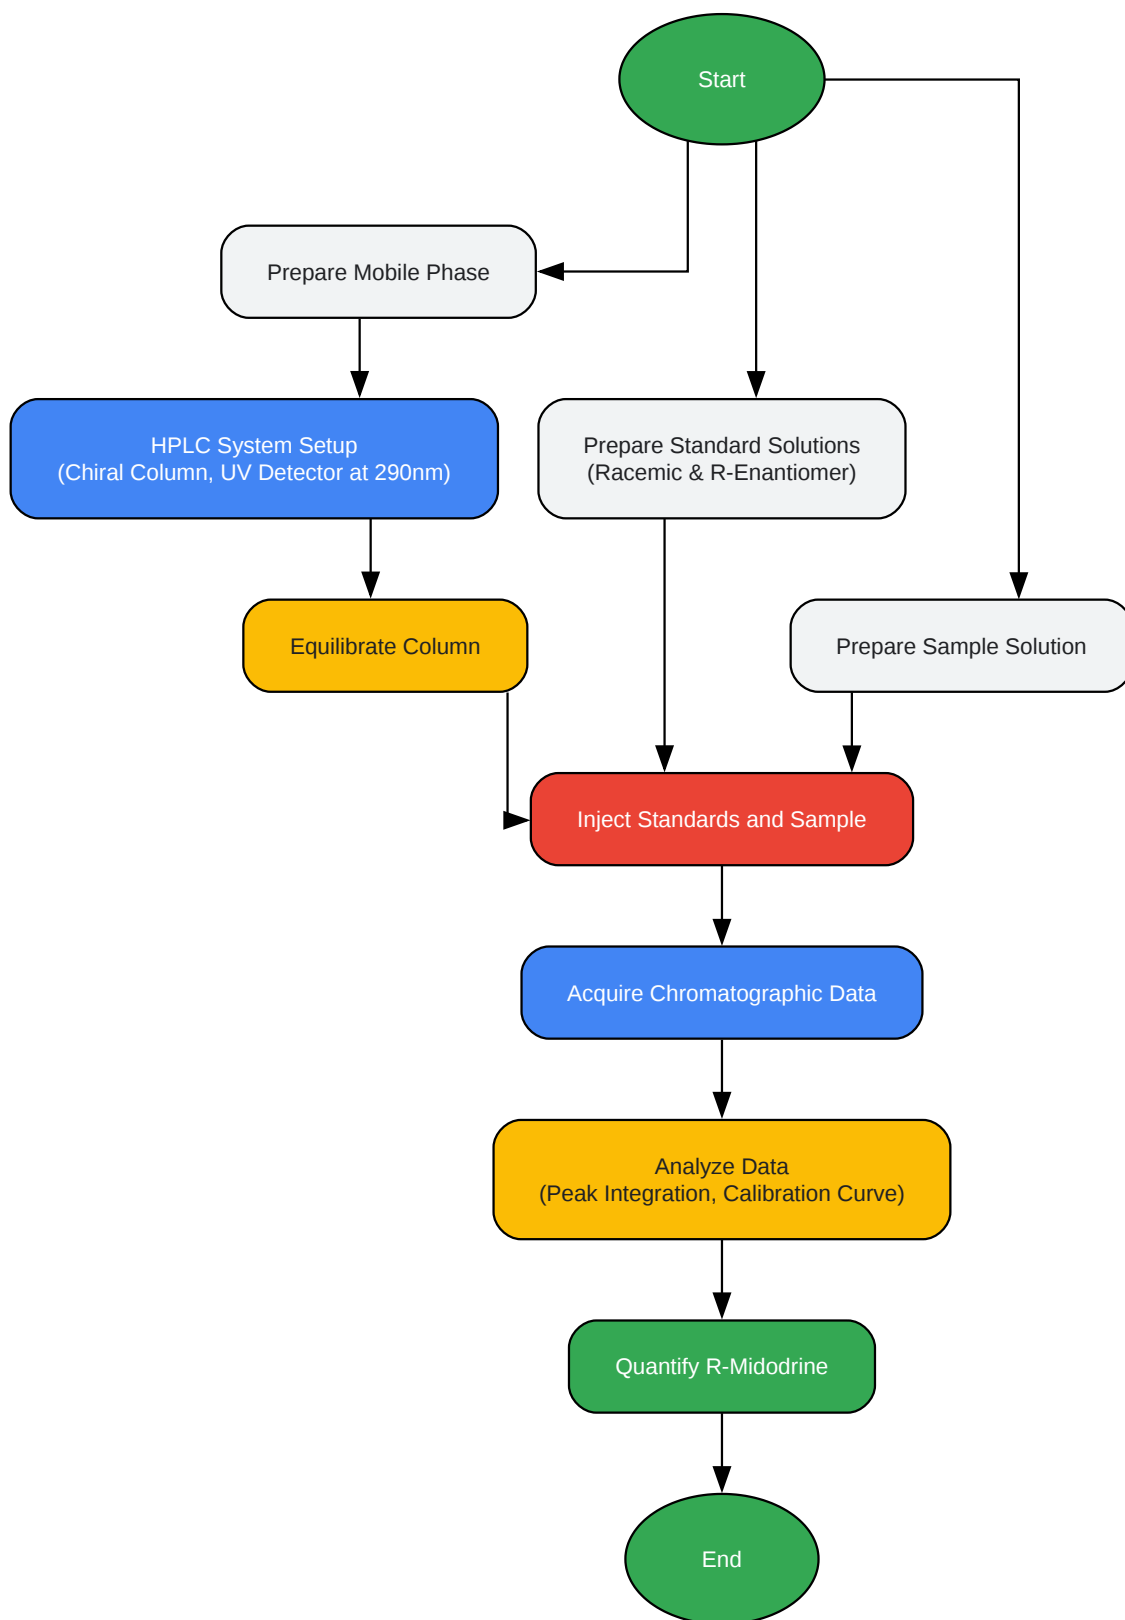 Start
Prepare Mobile Phase
HPLC System Setup
(Chiral Column, UV Detector at 290nm)
Prepare Standard Solutions
(Racemic & R-Enantiomer)
Equilibrate Column
Prepare Sample Solution
Inject Standards and Sample
Acquire Chromatographic Data
Analyze Data
(Peak Integration, Calibration Curve)
Quantify R-Midodrine
End